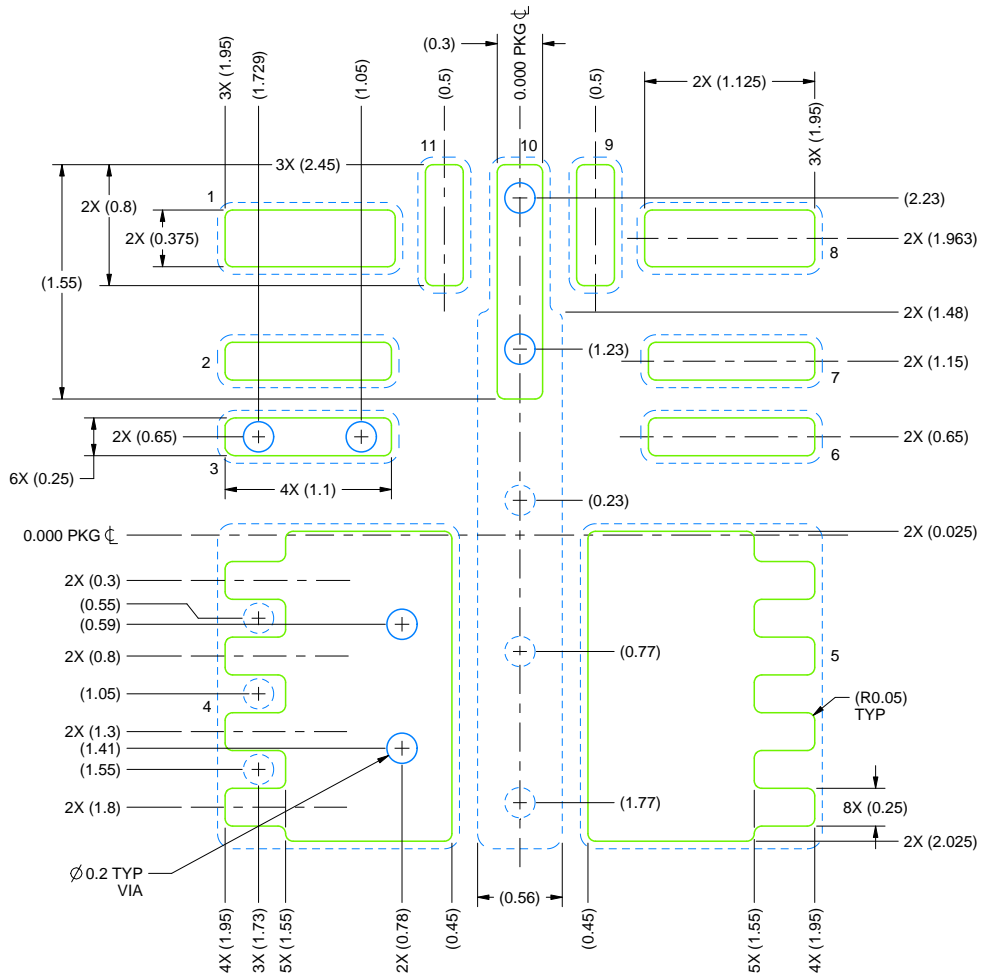 (0.3)
0.000 PKG ℄
3X (1.95)
(1.729)
(1.05)
(0.5)
(0.5)
2X (1.125)
3X (1.95)
11
10
9
3X (2.45)
1
2X (0.8)
(2.23)
2X (0.375)
2X (1.963)
8
(1.55)
2X (1.48)
(1.23)
2
2X (1.15)
7
2X (0.65)
2X (0.65)
3
6
6X (0.25)
4X (1.1)
(0.23)
0.000 PKG ℄
2X (0.025)
2X (0.3)
(0.55)
(0.59)
2X (0.8)
(0.77)
5
(1.05)
4
(R0.05)
TYP
2X (1.3)
(1.41)
(1.55)
2X (1.8)
(1.77)
8X (0.25)
2X (2.025)
∅ 0.2 TYP
VIA
(0.56)
4X (1.95)
3X (1.73)
5X (1.55)
2X (0.78)
(0.45)
(0.45)
5X (1.55)
4X (1.95)